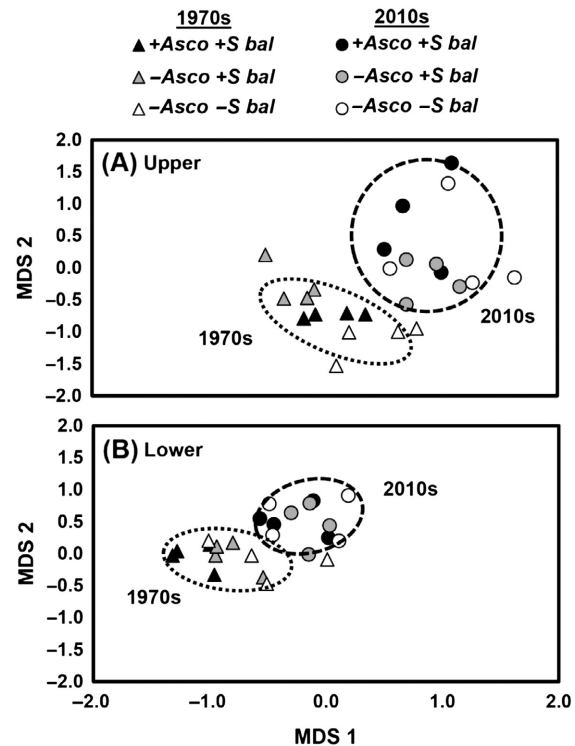 1970s 2010s
+Asco +S bal +Asco +S bal
–Asco +S bal –Asco +S bal
–Asco –S bal –Asco –S bal
2.0
(A) Upper
1.5
1.0
0.5
0.0
–0.5
–1.0
–1.5
–2.0
MDS 2
1970s
2010s
2.0
(B) Lower
1.5
1.0
0.5
0.0
–0.5
–1.0
–1.5
–2.0
MDS 2
2010s
1970s
–2.0 –1.0 0.0 1.0 2.0
MDS 1